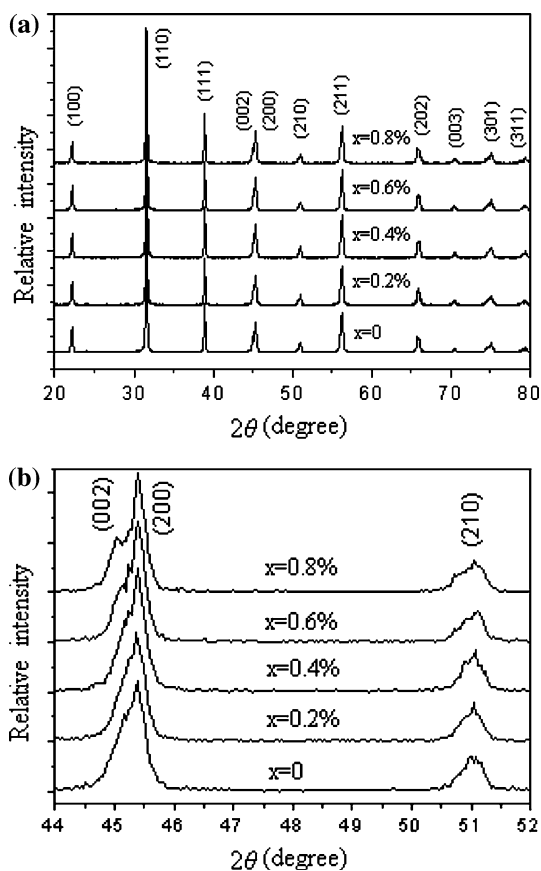 (a)
(100)
(110)
(111)
(002)
(200)
(210)
(211)
(202)
(003)
(301)
(311)
x=0.8%
x=0.6%
x=0.4%
x=0.2%
x=0
Relative intensity
20 30 40 50 60 70 80
2θ (degree)
(b)
(002)
(200)
(210)
x=0.8%
x=0.6%
x=0.4%
x=0.2%
x=0
Relative intensity
44 45 46 47 48 49 50 51 52
2θ (degree)